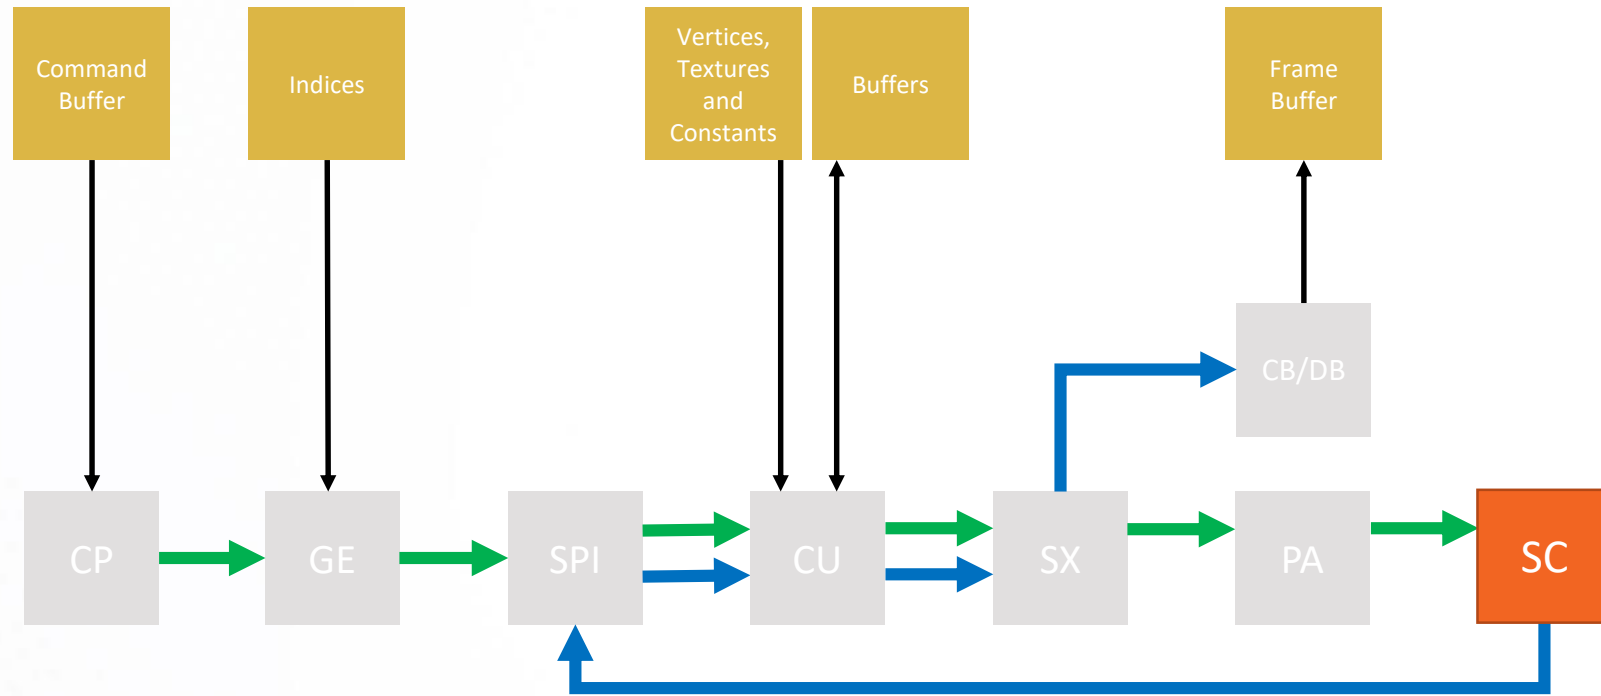 Command
Buffer
Indices
Vertices,
Textures
and
Constants
Buffers
Frame
Buffer
CB/DB
CP
GE
SPI
CU
SX
PA
SC